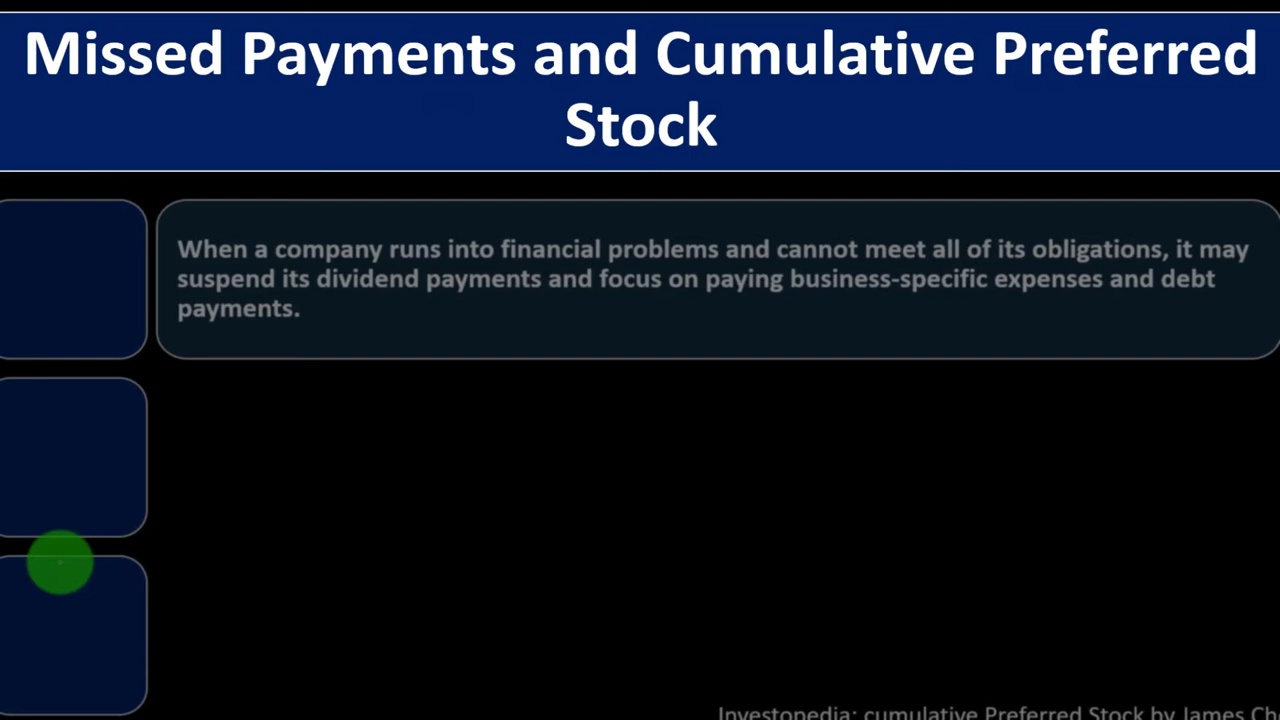 Missed Payments and Cumulative Preferred
Stock
When a company runs into financial problems and cannot meet all of its obligations, it may
suspend its dividend payments and focus on paying business-specific expenses and debt
payments.
Investopedia: cumulative Preferred Stock by James Ch